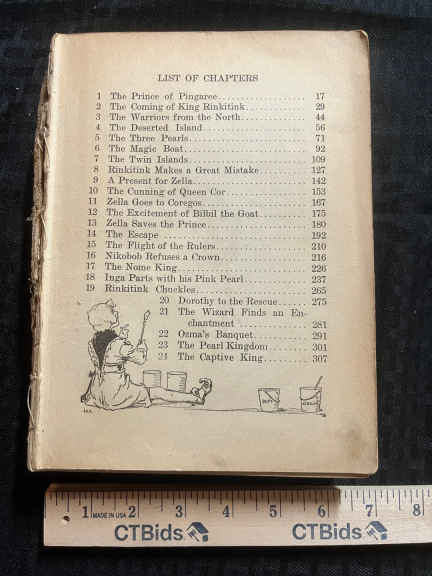 LIST OF CHAPTERS
1 The Prince of Pingaree.................... 17
2 The Coming of King Rinkitink............. 29
3 The Warriors from the North.............. 44
4 The Deserted Island...................... 56
5 The Three Pearls......................... 71
6 The Magic Boat........................... 92
7 The Twin Islands......................... 109
8 Rinkitink Makes a Great Mistake.......... 127
9 A Present for Zella...................... 142
10 The Cunning of Queen Cor................. 153
11 Zella Goes to Coregos.................... 167
12 The Excitement of Bilbil the Goat........ 175
13 Zella Saves the Prince................... 180
14 The Escape .............................. 192
15 The Flight of the Rulers................. 210
16 Nikobob Refuses a Crown.................. 216
17 The Nome King............................ 226
18 Inga Parts with his Pink Pearl........... 237
19 Rinkitink Chuckles....................... 265
20 Dorothy to the Rescue...... 275
21 The Wizard Finds an En-
chantment .............. 281
22 Ozma's Banquet............ 291
23 The Pearl Kingdom......... 301
24 The Captive King.......... 307
1 MADE IN USA 2 3 4 5 6 7 8
CTBids CTBids